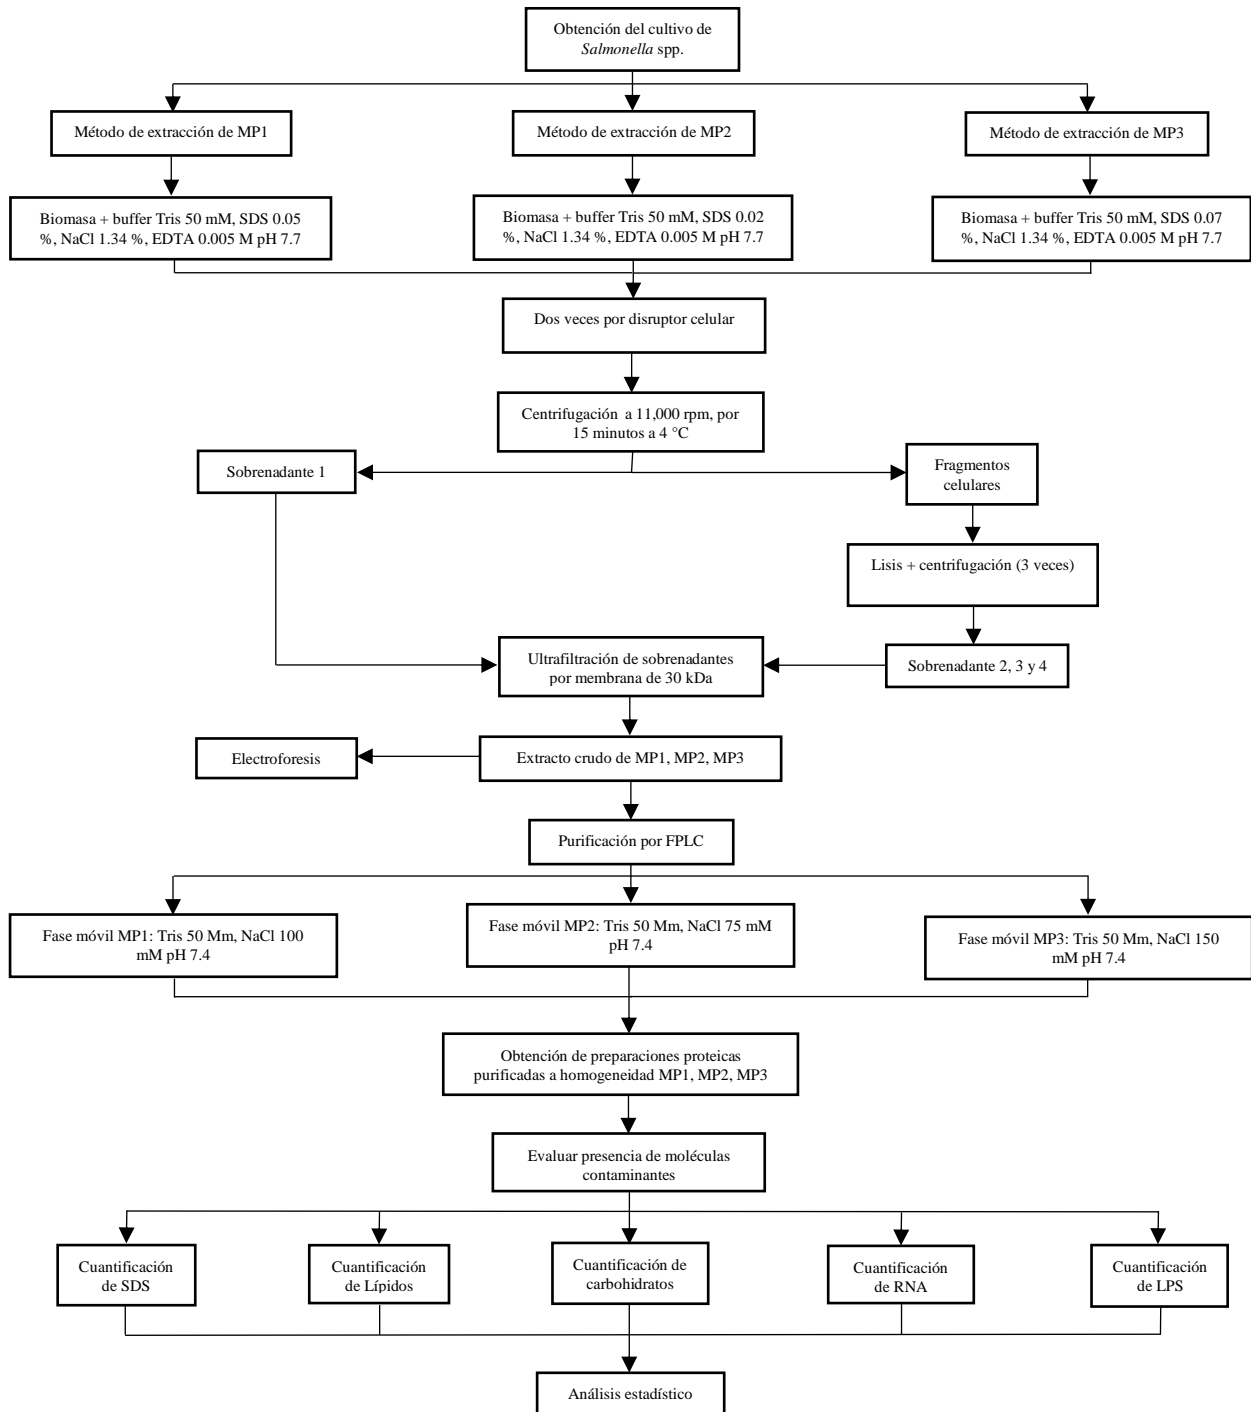 Obtención del cultivo de
Salmonella spp.
Método de extracción de MP1
Método de extracción de MP2
Método de extracción de MP3
Biomasa + buffer Tris 50 mM, SDS 0.05
%, NaCl 1.34 %, EDTA 0.005 M pH 7.7
Biomasa + buffer Tris 50 mM, SDS 0.02
%, NaCl 1.34 %, EDTA 0.005 M pH 7.7
Biomasa + buffer Tris 50 mM, SDS 0.07
%, NaCl 1.34 %, EDTA 0.005 M pH 7.7
Dos veces por disruptor celular
Centrifugación a 11,000 rpm, por
15 minutos a 4 °C
Sobrenadante 1
Fragmentos
celulares
Lisis + centrifugación (3 veces)
Ultrafiltración de sobrenadantes
por membrana de 30 kDa
Sobrenadante 2, 3 y 4
Electroforesis
Extracto crudo de MP1, MP2, MP3
Purificación por FPLC
Fase móvil MP1: Tris 50 Mm, NaCl 100
mM pH 7.4
Fase móvil MP2: Tris 50 Mm, NaCl 75 mM
pH 7.4
Fase móvil MP3: Tris 50 Mm, NaCl 150
mM pH 7.4
Obtención de preparaciones proteicas
purificadas a homogeneidad MP1, MP2, MP3
Evaluar presencia de moléculas
contaminantes
Cuantificación
de SDS
Cuantificación
de Lípidos
Cuantificación de
carbohidratos
Cuantificación
de RNA
Cuantificación
de LPS
Análisis estadístico